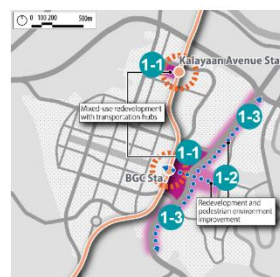 0 100 200 500m
Kalayaan Avenue Sta.
1-1
Mixed-use redevelopment
with transportation hubs
1-3
1-1
BGC Sta.
1-2
Redevelopment and
pedestrian environment
improvement
1-3